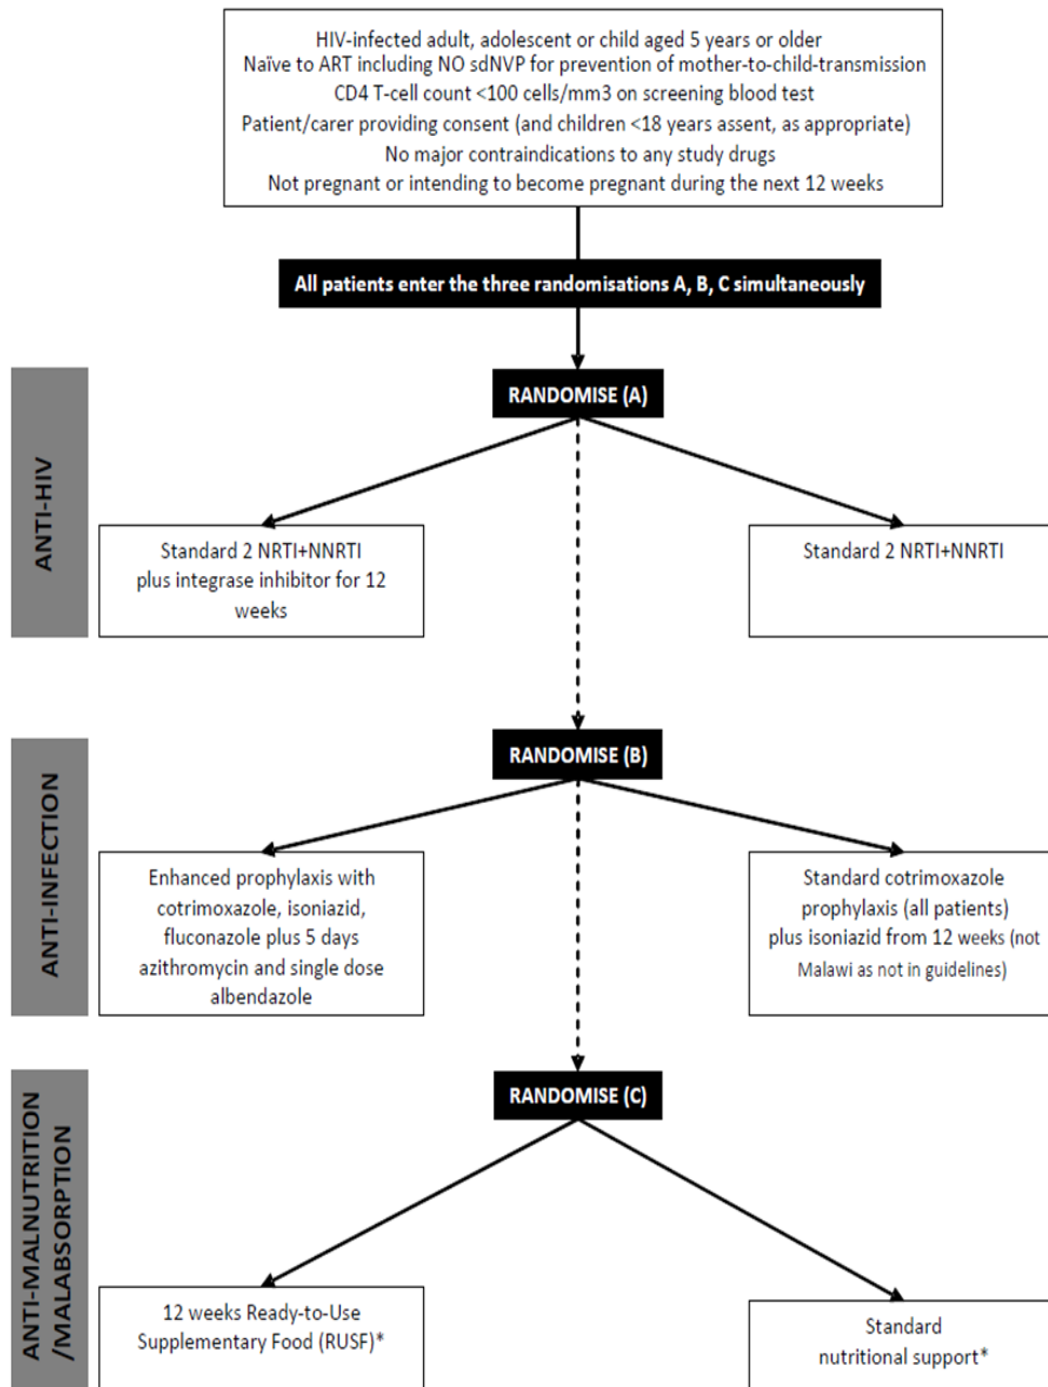 HIV-infected adult, adolescent or child aged 5 years or older
Naïve to ART including NO sdNVP for prevention of mother-to-child-transmission
CD4 T-cell count <100 cells/mm3 on screening blood test
Patient/carer providing consent (and children <18 years assent, as appropriate)
No major contraindications to any study drugs
Not pregnant or intending to become pregnant during the next 12 weeks
All patients enter the three randomisations A, B, C simultaneously
RANDOMISE (A)
ANTI-HIV
Standard 2 NRTI+NNRTI
plus integrase inhibitor for 12
weeks
Standard 2 NRTI+NNRTI
RANDOMISE (B)
ANTI-INFECTION
Enhanced prophylaxis with
cotrimoxazole, isoniazid,
fluconazole plus 5 days
azithromycin and single dose
albendazole
Standard cotrimoxazole
prophylaxis (all patients)
plus isoniazid from 12 weeks (not
Malawi as not in guidelines)
RANDOMISE (C)
ANTI-MALNUTRITION
/MALABSORPTION
12 weeks Ready-to-Use
Supplementary Food (RUSF)*
Standard
nutritional support*